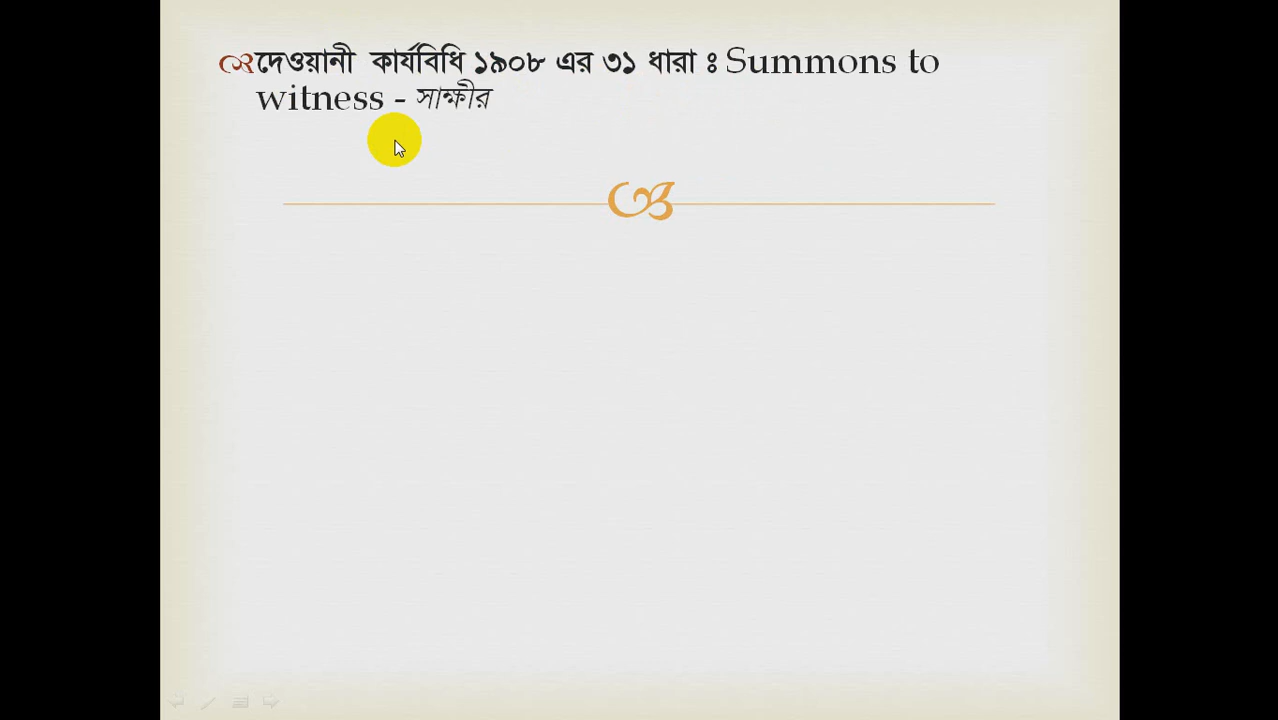 দেওয়ানী কার্যবিধি ১৯০৮ এর ৩১ ধারা ঃ Summons to
witness - সাক্ষীর